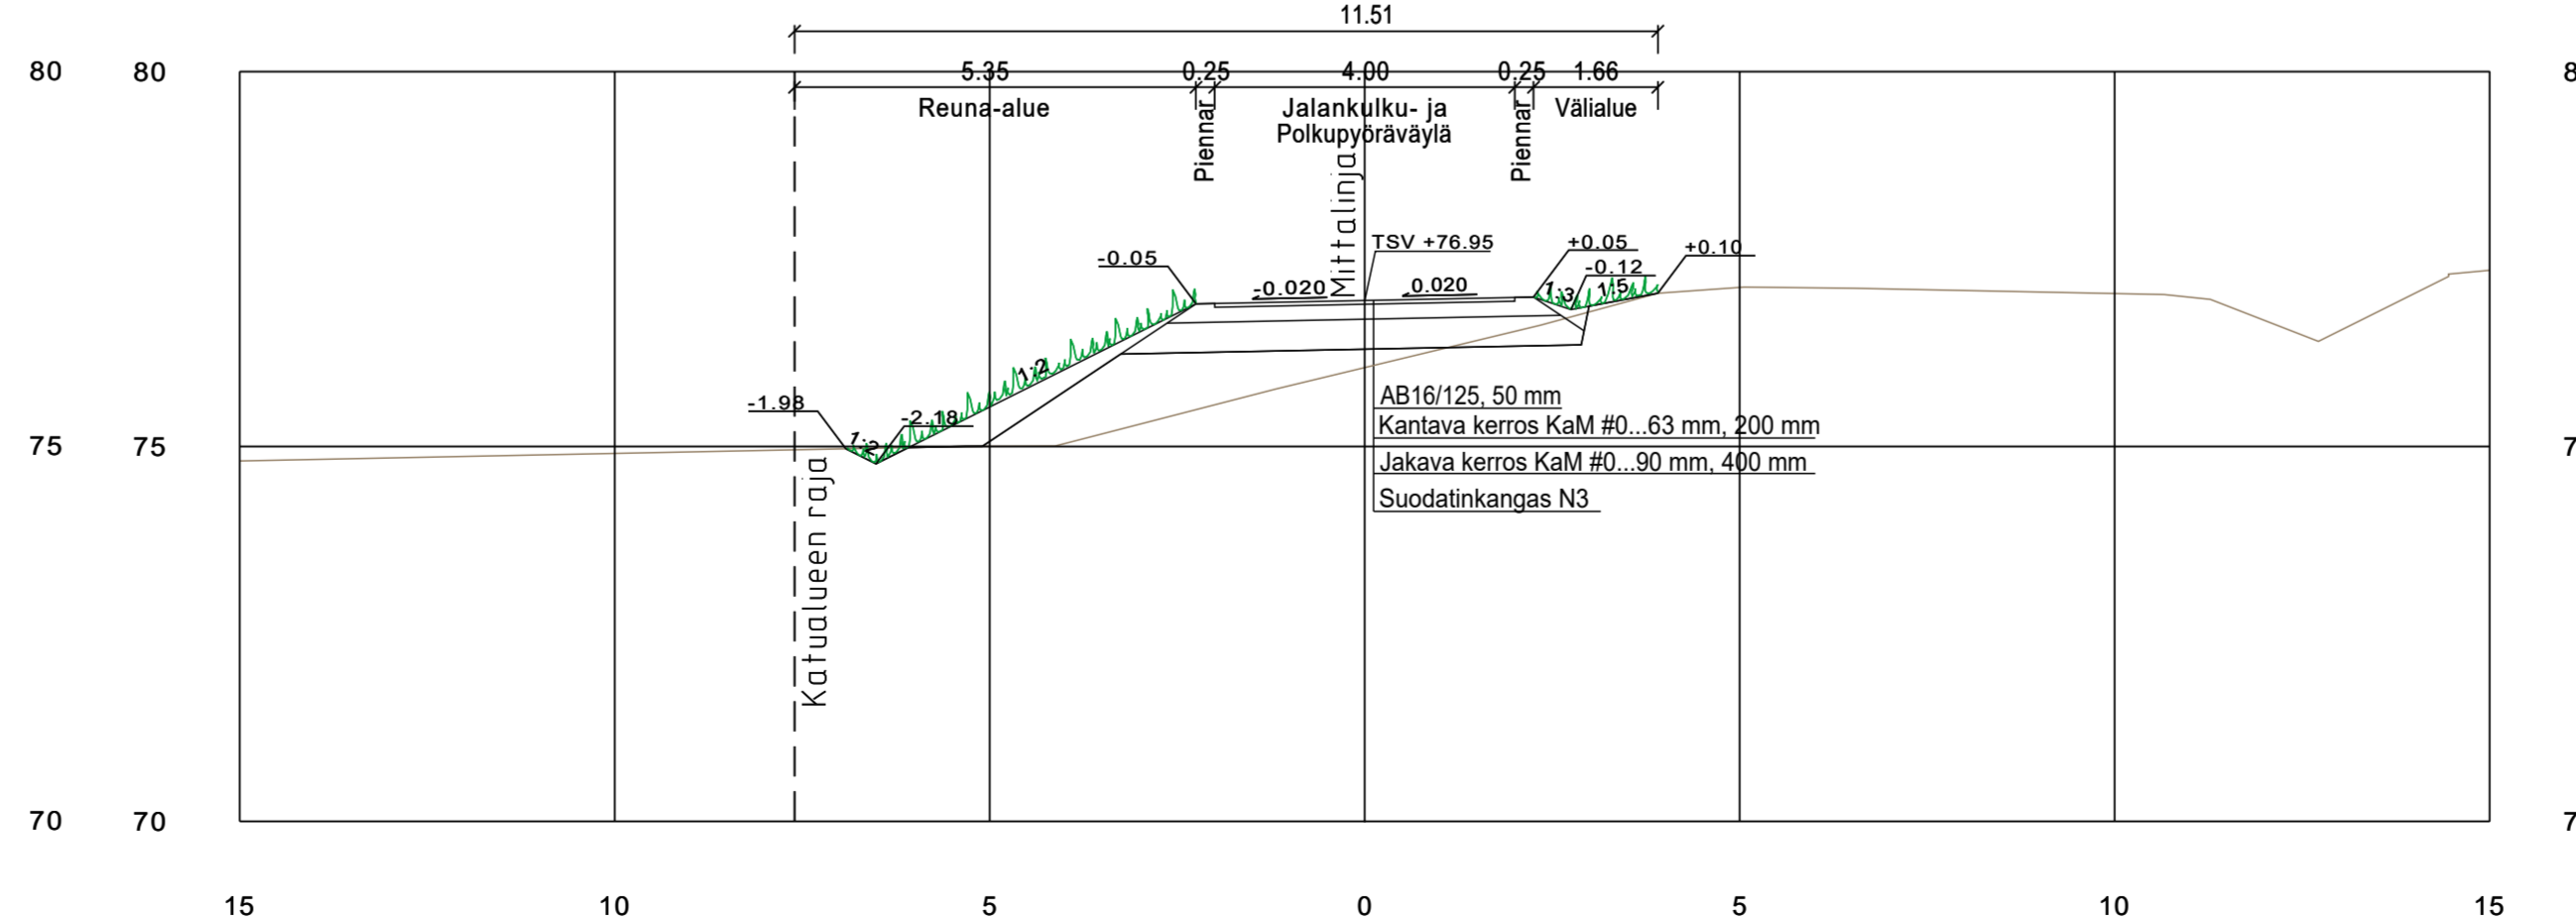 11.51
80 80 5.35 0.25 4.00 0.25 1.66 8
Reuna-alue Piennar Jalankulku- ja Piennar Välialue
Polkupyöräväylä
Mittalinja
-0.05 TSV +76.95 +0.05 +0.10
-0.12
-0.020 0.020 1:3 1:5
1:2
-1.98 -2.18
1:2
AB16/125, 50 mm
Kantava kerros KaM #0...63 mm, 200 mm
75 75 7
Jakava kerros KaM #0...90 mm, 400 mm
Suodatinkangas N3
Katualueen raja
70 70 7
15 10 5 0 5 10 15